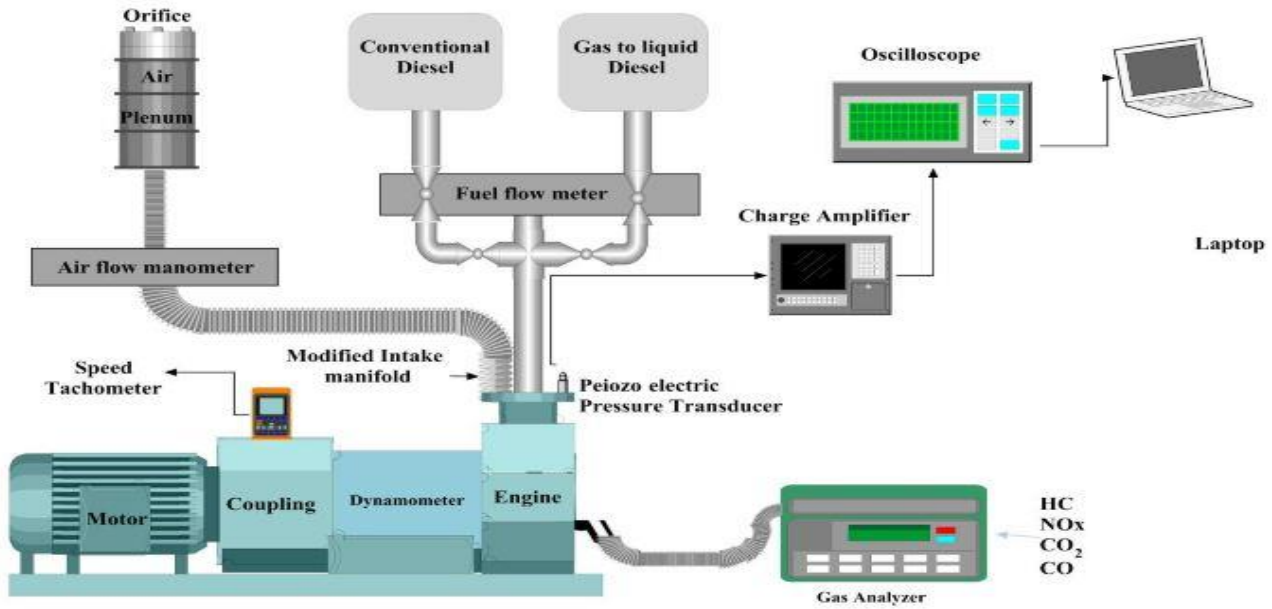 Orifice
Air
Plenum
Conventional
Diesel
Gas to liquid
Diesel
Oscilloscope
Fuel flow meter
Charge Amplifier
Laptop
Air flow manometer
Modified Intake
manifold
Speed
Tachometer
Peiozo electric
Pressure Transducer
Motor
Coupling
Dynamometer
Engine
HC
NOx
CO₂
CO
Gas Analyzer